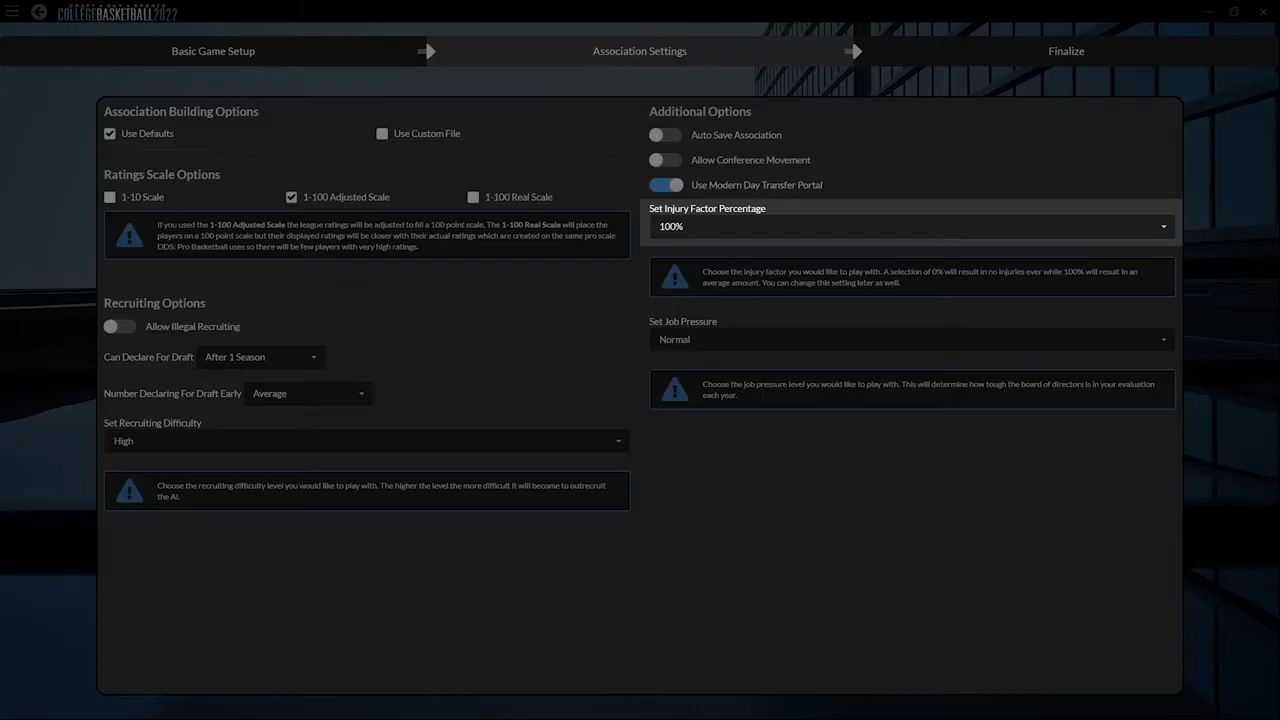 DRAFT DAY SPORTS
COLLEGEBASKETBALL2022
Basic Game Setup
Association Settings
Finalize
Association Building Options
Use Defaults
Use Custom File
Ratings Scale Options
1-10 Scale
1-100 Adjusted Scale
1-100 Real Scale
If you used the 1-100 Adjusted Scale the league ratings will be adjusted to fill a 100 point scale. The 1-100 Real Scale will place the
players on a 100 point scale but their displayed ratings will be closer with their actual ratings which are created on the same pro scale
DDS: Pro Basketball uses so there will be few players with very high ratings.
Recruiting Options
Allow Illegal Recruiting
Can Declare For Draft
After 1 Season
Number Declaring For Draft Early
Average
Set Recruiting Difficulty
High
Choose the recruiting difficulty level you would like to play with. The higher the level the more difficult it will become to outrecruit
the AI.
Additional Options
Auto Save Association
Allow Conference Movement
Use Modern Day Transfer Portal
Set Injury Factor Percentage
100%
Choose the injury factor you would like to play with. A selection of 0% will result in no injuries ever while 100% will result in an
average amount. You can change this setting later as well.
Set Job Pressure
Normal
Choose the job pressure level you would like to play with. This will determine how tough the board of directors is in your evaluation
each year.